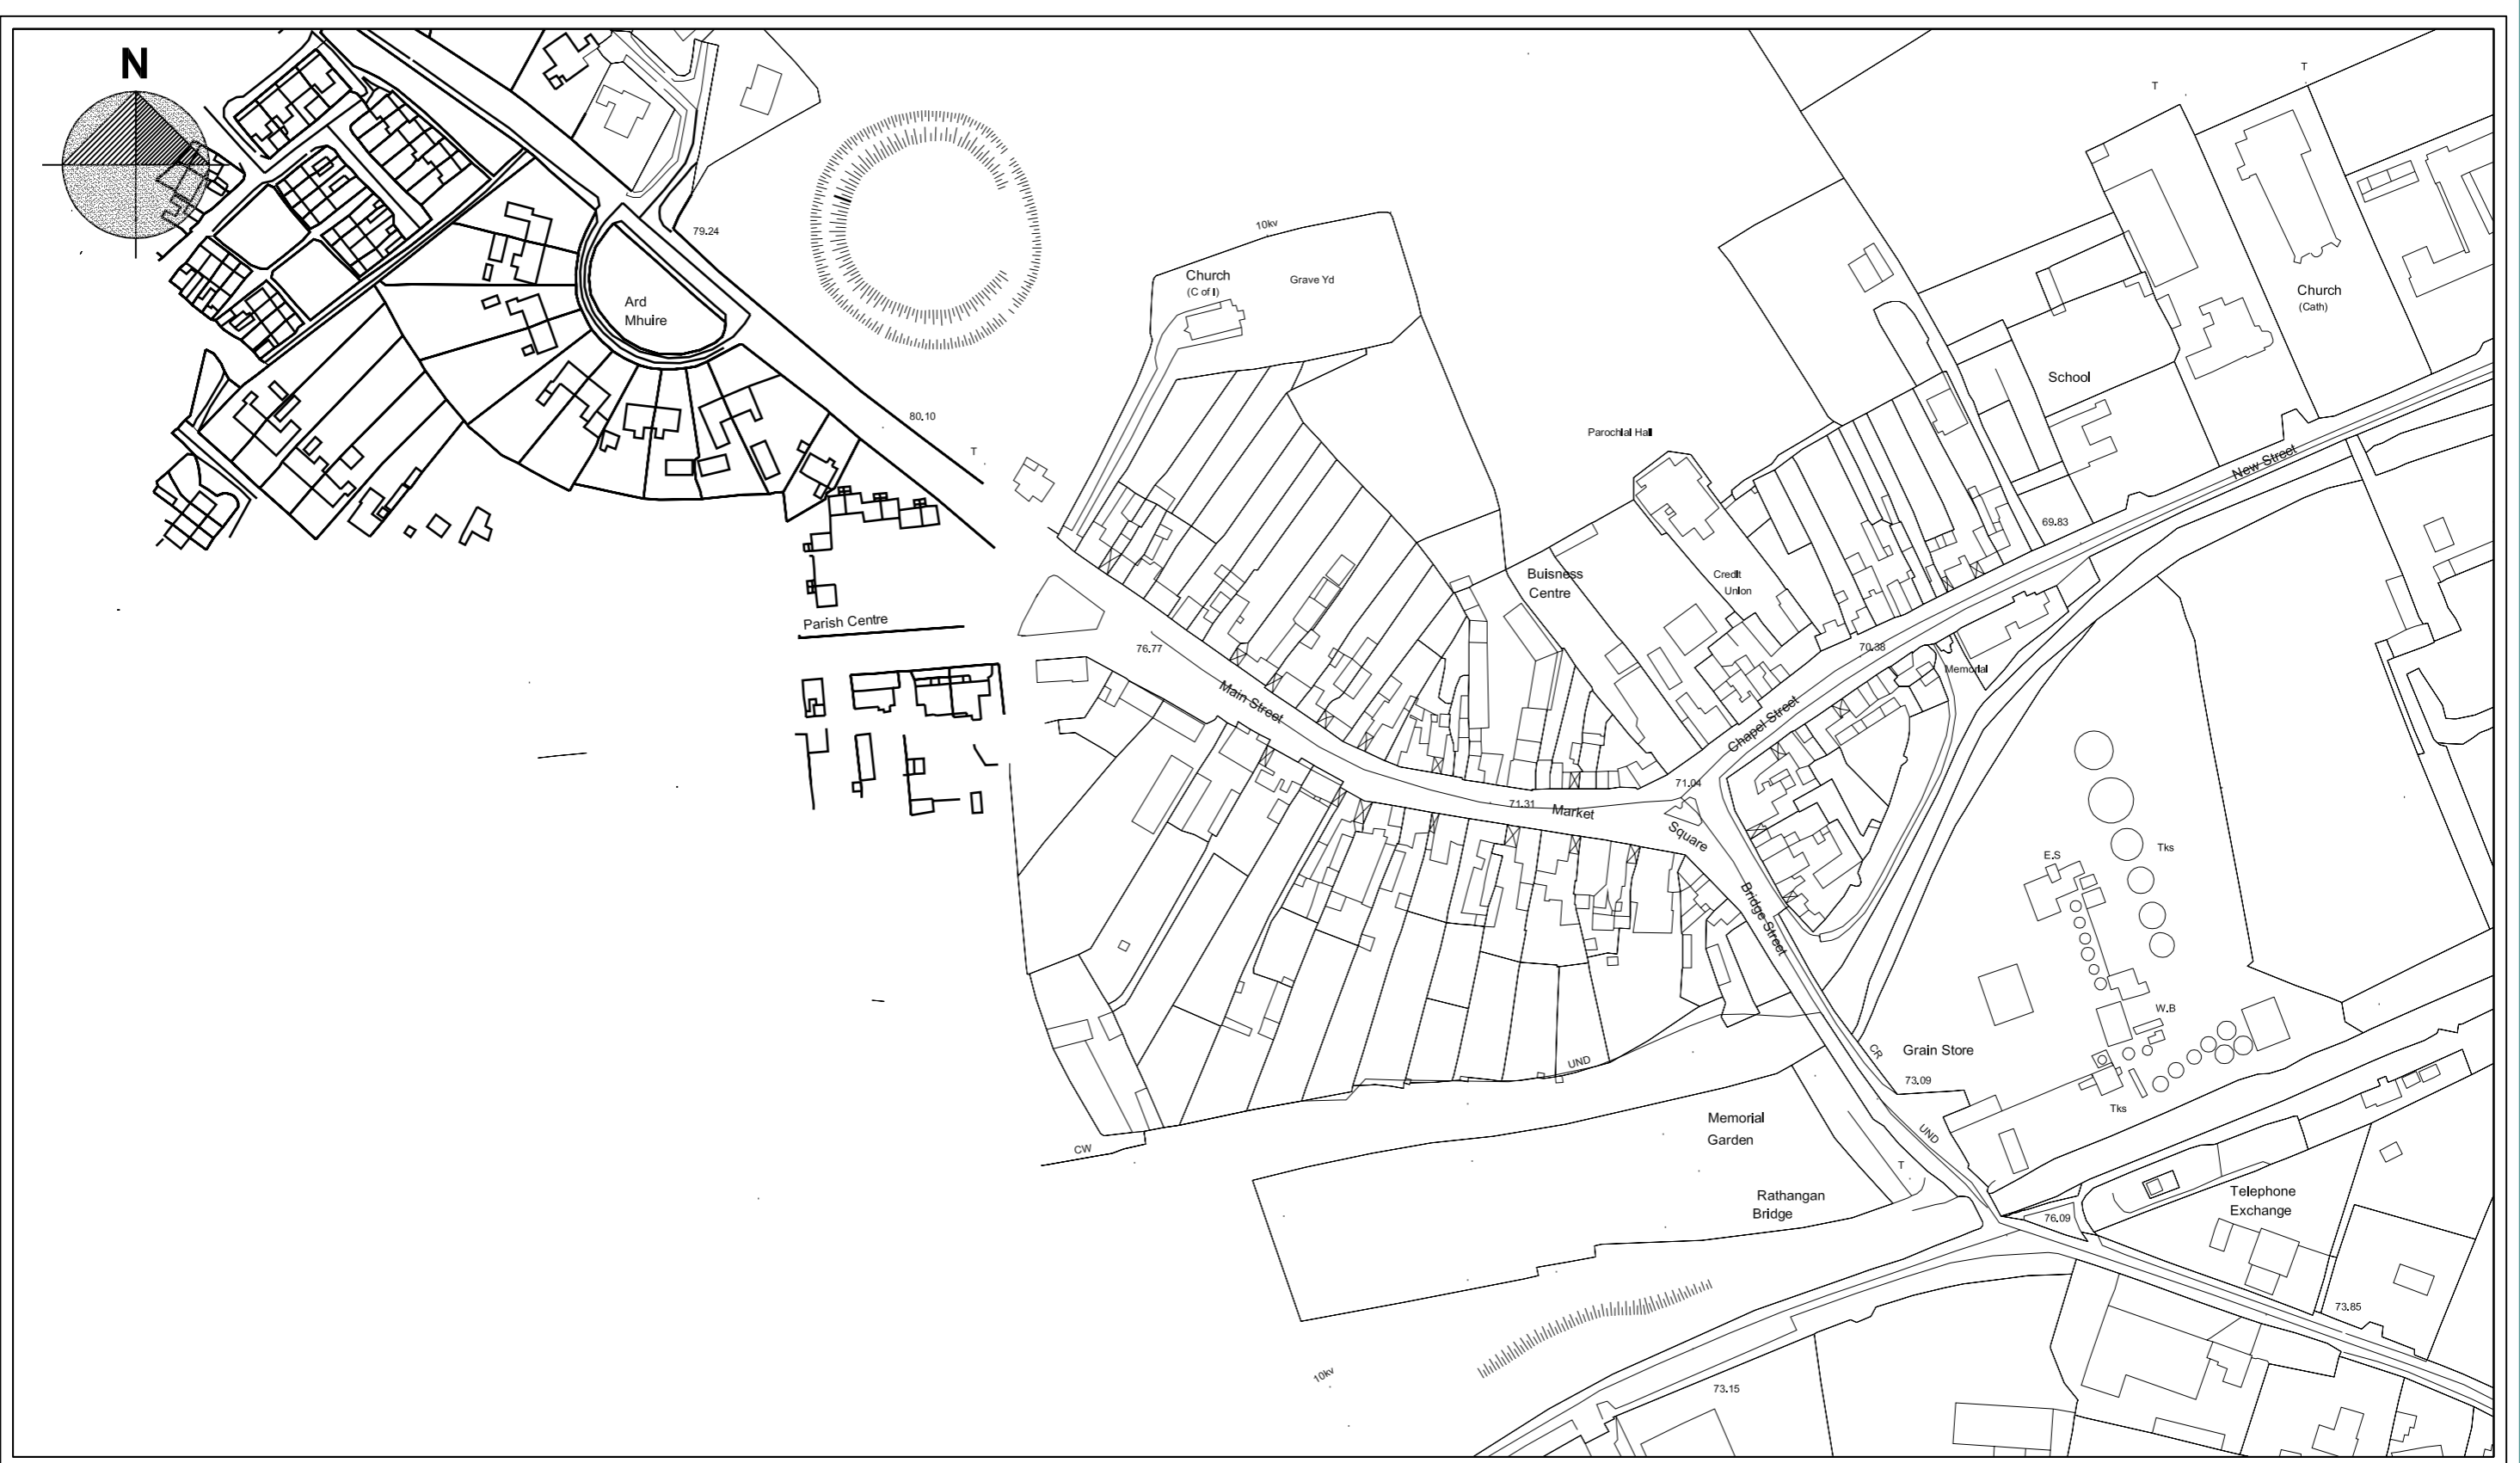 N
T
T
79.24
10kv
Church
(C of I)
Grave Yd
Church
(Cath)
Ard
Mhuire
School
80.10
T
Parochial Hall
New Street
69.83
Buisness
Centre
Credit
Union
Parish Centre
76.77
70.38
Memorial
Main Street
Chapel Street
71.04
71.31
Market
Square
Tks
E.S
Bridge Street
W.B
CR
Grain Store
UND
73.09
Tks
Memorial
Garden
UND
CW
T
Rathangan
Bridge
Telephone
Exchange
76.09
73.85
10kv
73.15